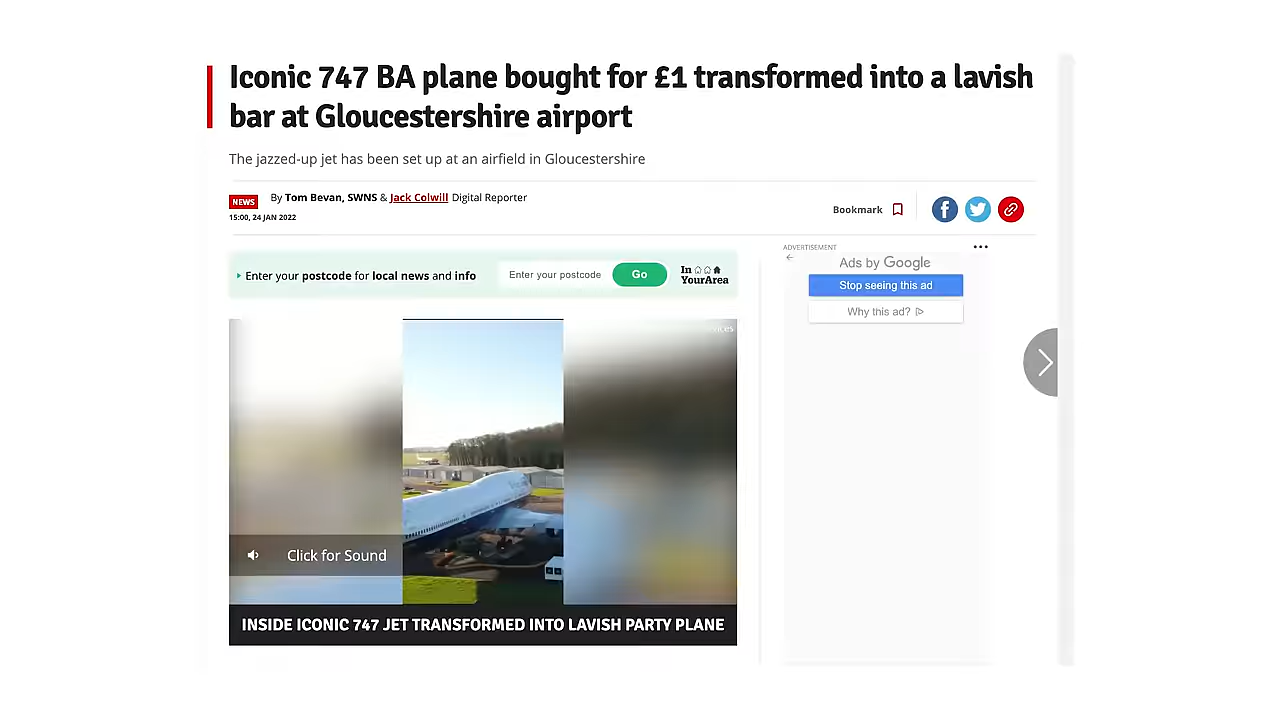 Iconic 747 BA plane bought for £1 transformed into a lavish
bar at Gloucestershire airport
The jazzed-up jet has been set up at an airfield in Gloucestershire
NEWS By Tom Bevan, SWNS & Jack Colwill Digital Reporter
15:00, 24 JAN 2022
Bookmark
Enter your postcode for local news and info
Enter your postcode
Go
In
YourArea
ADVERTISEMENT
Ads by Google
Stop seeing this ad
Why this ad?
Click for Sound
INSIDE ICONIC 747 JET TRANSFORMED INTO LAVISH PARTY PLANE